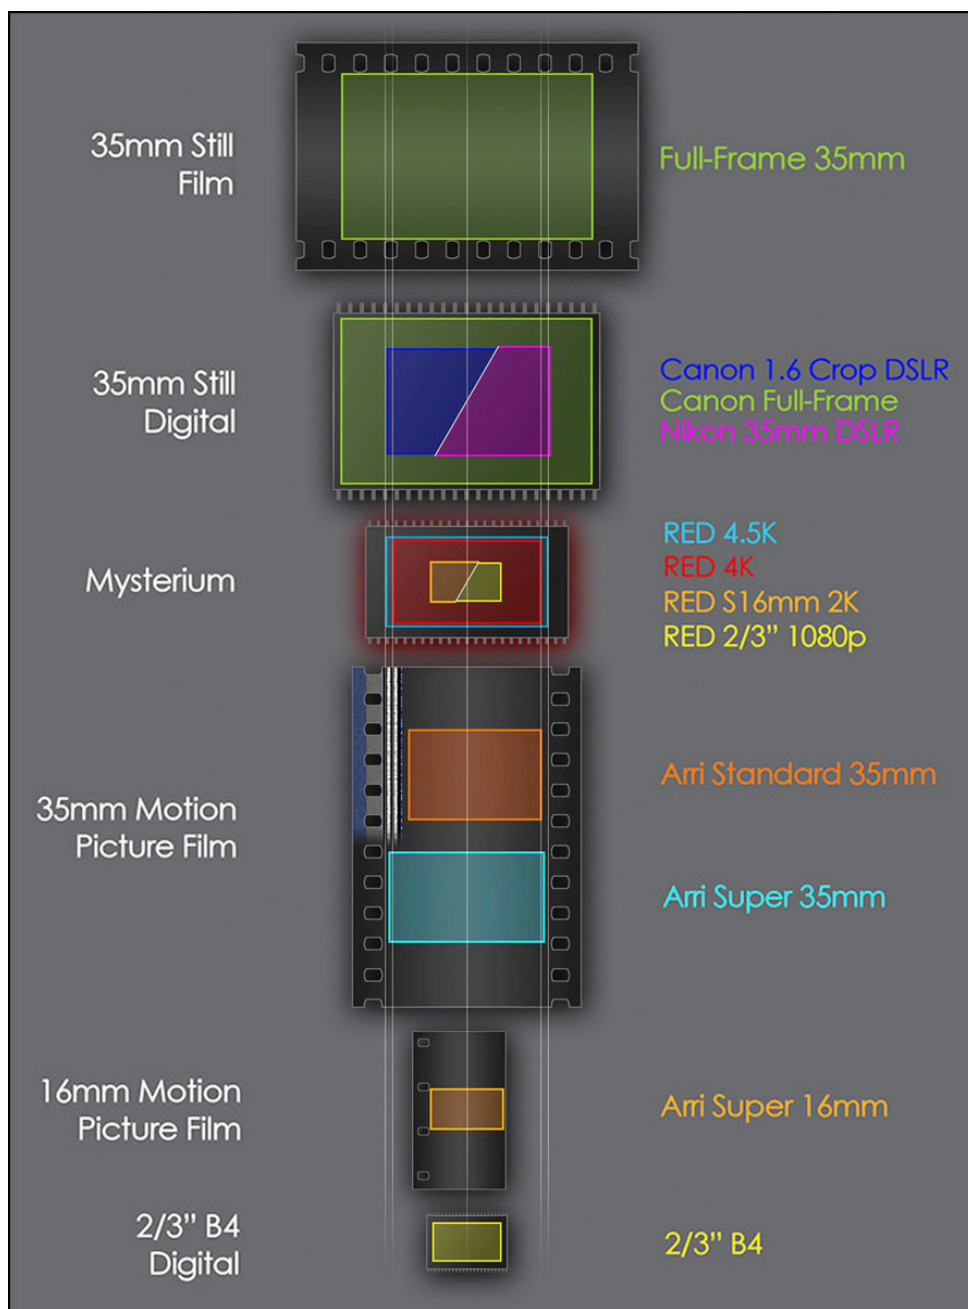 35mm Still
Film
Full-Frame 35mm
35mm Still
Digital
Canon 1.6 Crop DSLR
Canon Full-Frame
Nikon 35mm DSLR
Mysterium
RED 4.5K
RED 4K
RED S16mm 2K
RED 2/3” 1080p
35mm Motion
Picture Film
Arri Standard 35mm
Arri Super 35mm
16mm Motion
Picture Film
Arri Super 16mm
2/3” B4
Digital
2/3” B4